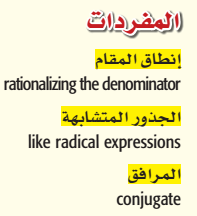 المفردات
إنطاق المقام
rationalizing the denominator
الجذور المتشابهة
like radical expressions
المرافق
conjugate